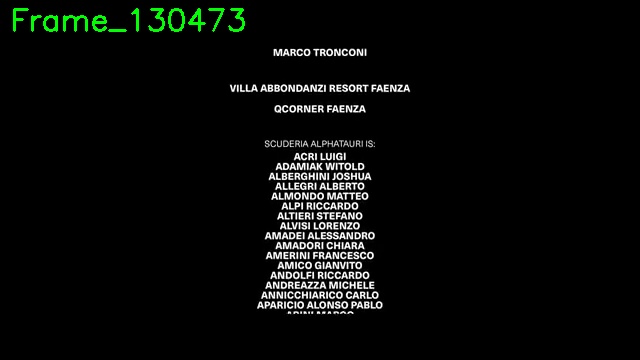 Frame_130473
MARCO TRONCONI
VILLA ABBONDANZI RESORT FAENZA
QCORNER FAENZA
SCUDERIA ALPHATAURI IS:
ACRI LUIGI
ADAMIAK WITOLD
ALBERGHINI JOSHUA
ALLEGRI ALBERTO
ALMONDO MATTEO
ALPI RICCARDO
ALTIERI STEFANO
ALVISI LORENZO
AMADEI ALESSANDRO
AMADORI CHIARA
AMERINI FRANCESCO
AMICO GIANVITO
ANDOLFI RICCARDO
ANDREAZZA MICHELE
ANNICCHIARICO CARLO
APARICIO ALONSO PABLO